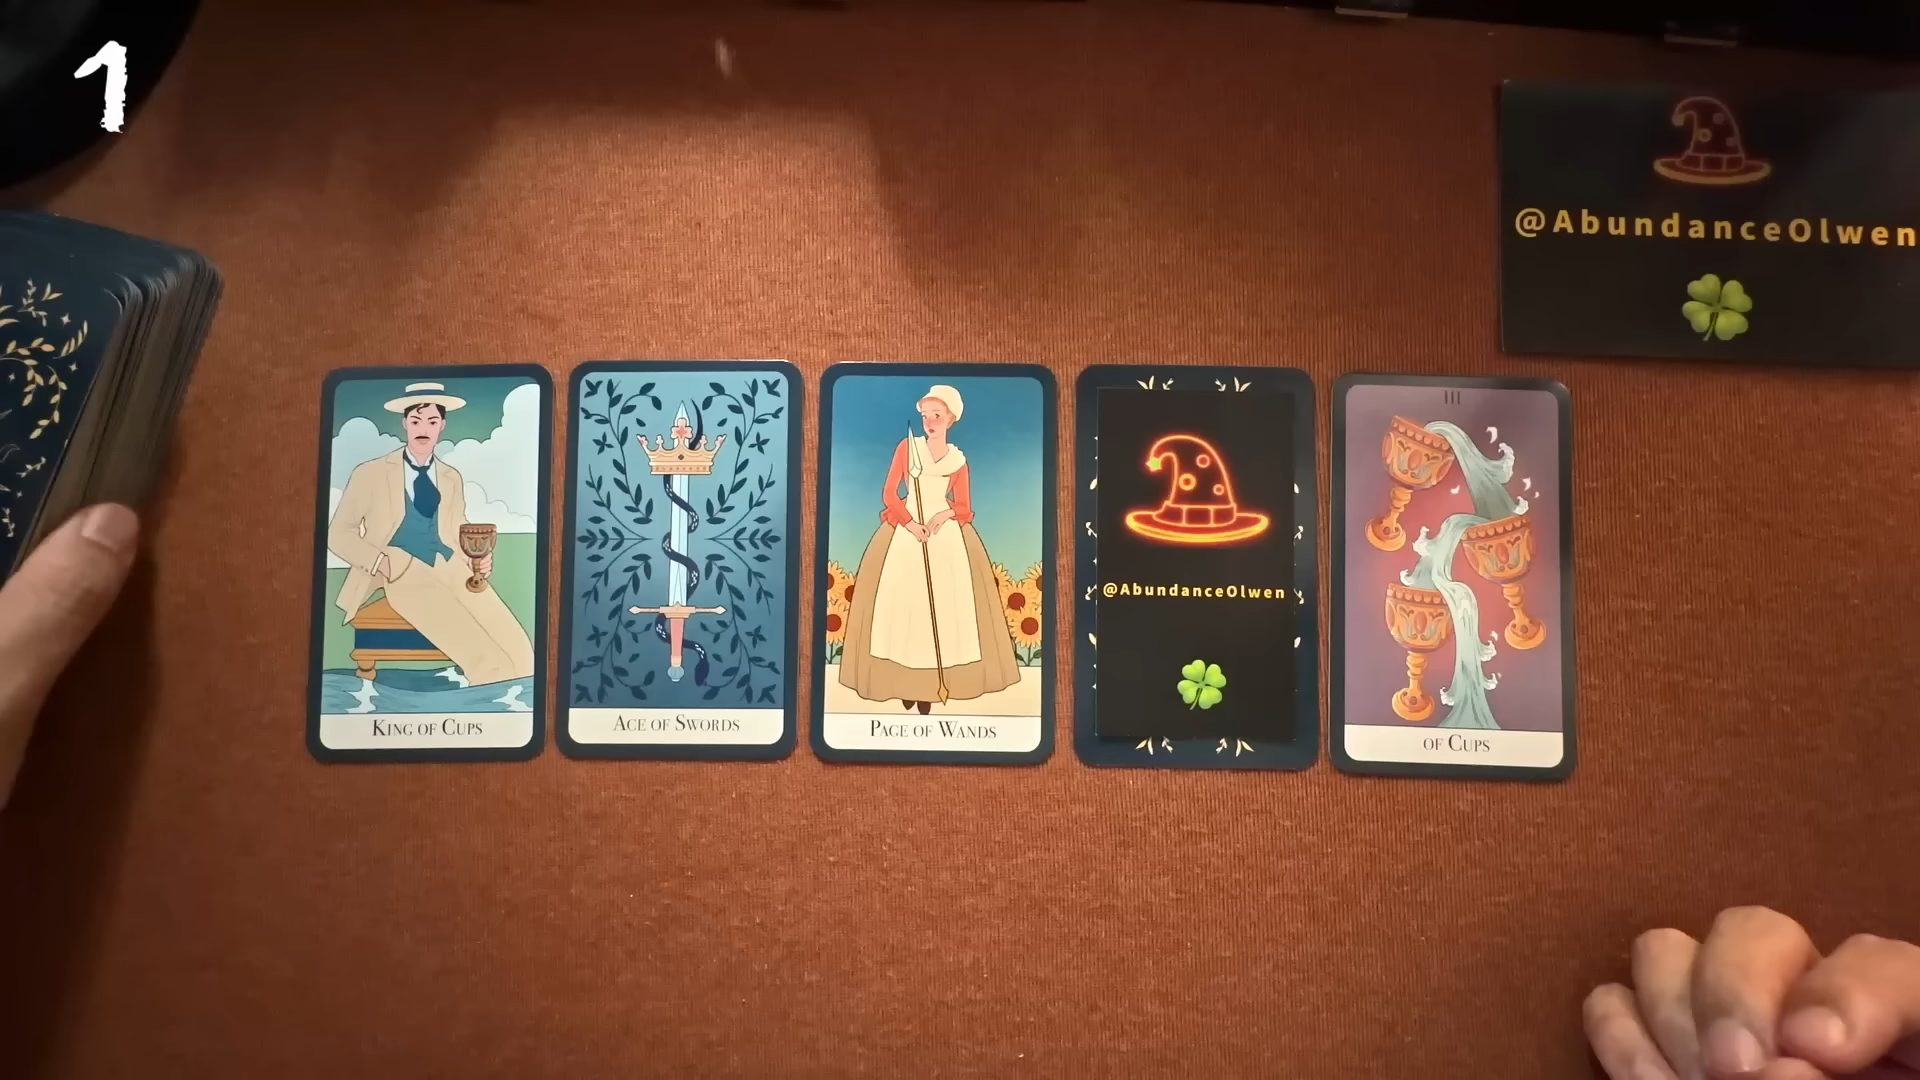 1
@AbundanceOlwen
KING OF CUPS
ACE OF SWORDS
PAGE OF WANDS
@AbundanceOlwen
III
OF CUPS